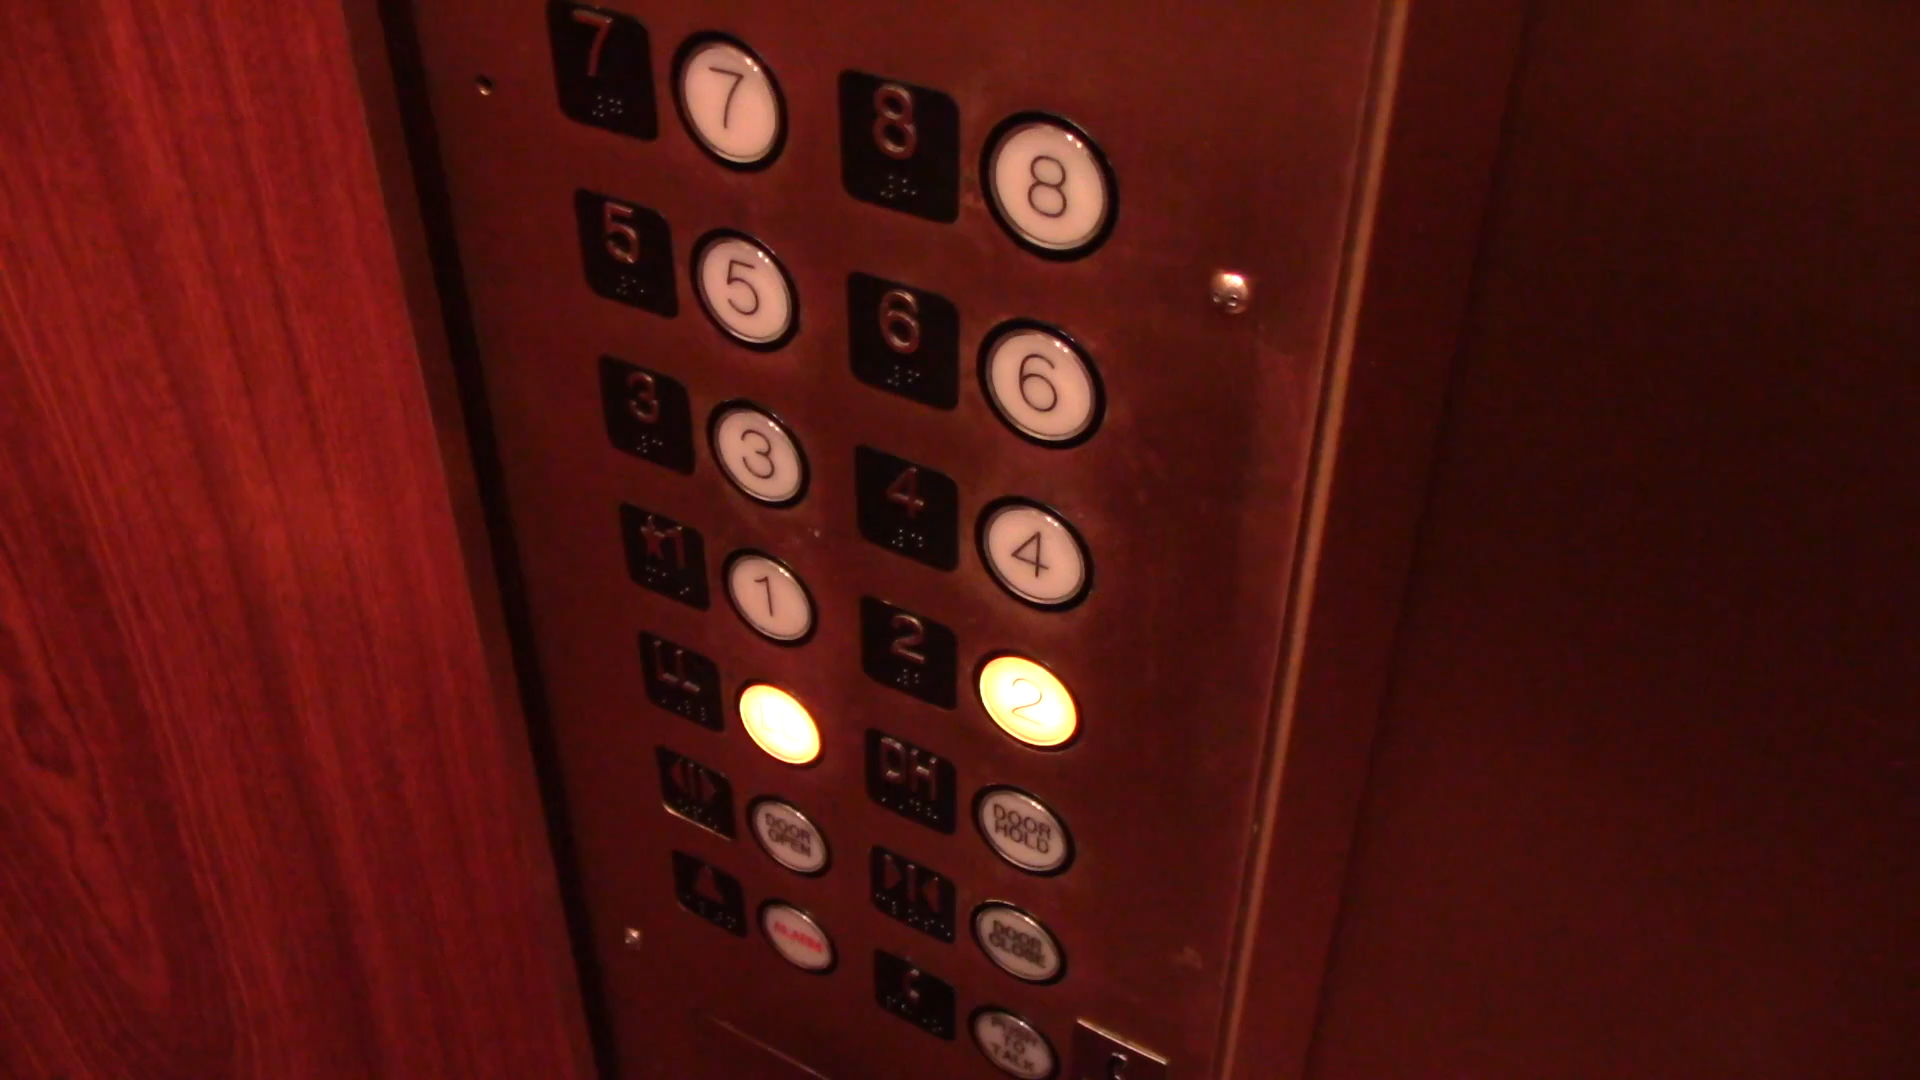 7 7 8 8
5 5 6 6
3 3 4 4
★1 1 2 2
LL DH
DOOR
OPEN
DOOR
HOLD
ALARM
DOOR
CLOSE
PUSH
TO
TALK